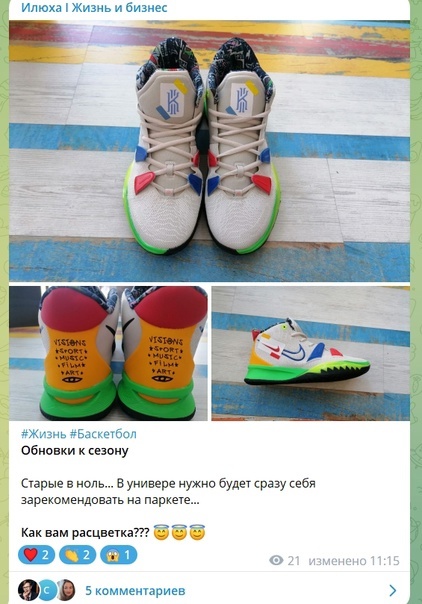 Илюха I Жизнь и бизнес
VISIONS
SPORT
MUSIC
FILM
ART
VISIONS
SPORT
MUSIC
FILM
ART
#Жизнь #Баскетбол
Обновки к сезону
Старые в ноль... В универе нужно будет сразу себя
зарекомендовать на паркете...
Как вам расцветка??? 😇😇😇
❤️ 2 👏 2 😱 1
21 изменено 11:15
C
5 комментариев